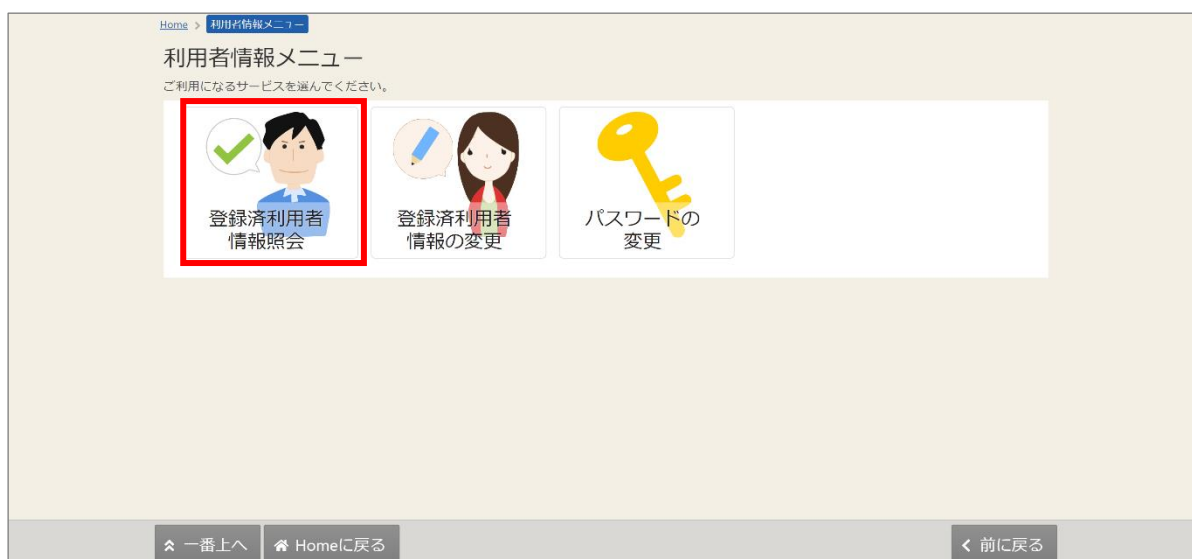 Home > 利用者情報メニュー
利用者情報メニュー
ご利用になるサービスを選んでください。
登録済利用者
情報照会
登録済利用者
情報の変更
パスワードの
変更
一番上へ
Homeに戻る
前に戻る